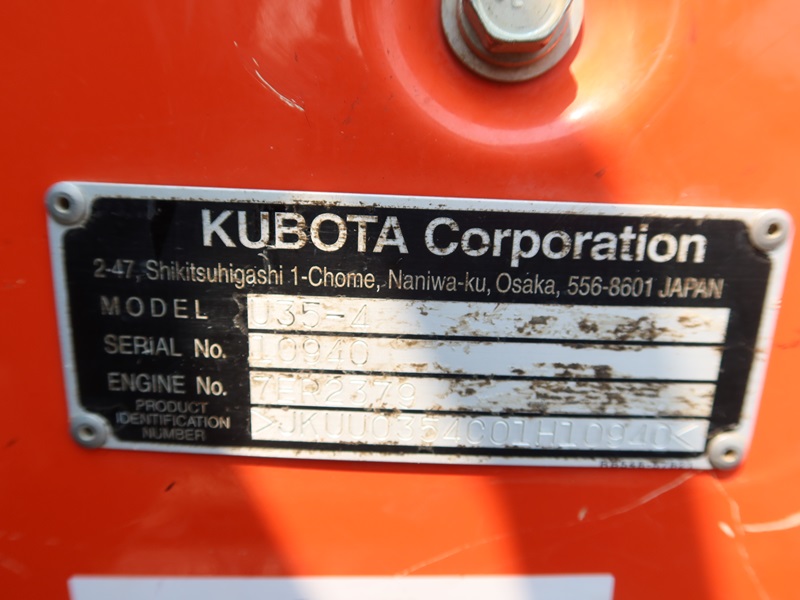 KUBOTA Corporation
2-47, Shikitsuhigashi 1-Chome, Naniwa-ku, Osaka, 556-8601 JAPAN
MODEL U35-4
SERIAL No. 10940
ENGINE No. 7ER2379
PRODUCT IDENTIFICATION NUMBER >JKUU0354C01H10940<